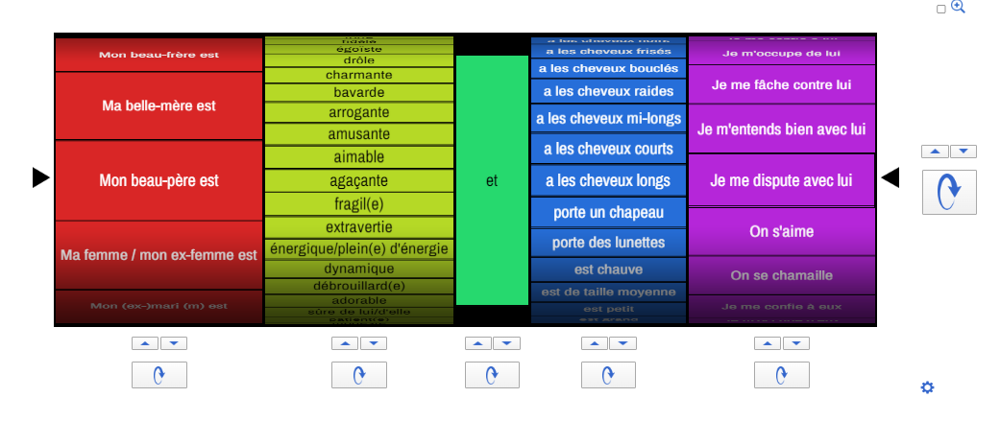 Mon beau-frère est
Ma belle-mère est
Mon beau-père est
Ma femme / mon ex-femme est
Mon (ex-)mari (m) est
fidèle
égoïste
drôle
charmante
bavarde
arrogante
amusante
aimable
agaçante
fragil(e)
extravertie
énergique/plein(e) d'énergie
dynamique
débrouillard(e)
adorable
sûre de lui/d'elle
patient(e)
et
a les cheveux frisés
a les cheveux bouclés
a les cheveux raides
a les cheveux mi-longs
a les cheveux courts
a les cheveux longs
porte un chapeau
porte des lunettes
est chauve
est de taille moyenne
est petit
est grand
Je m'occupe de lui
Je me fâche contre lui
Je m'entends bien avec lui
Je me dispute avec lui
On s'aime
On se chamaille
Je me confie à eux